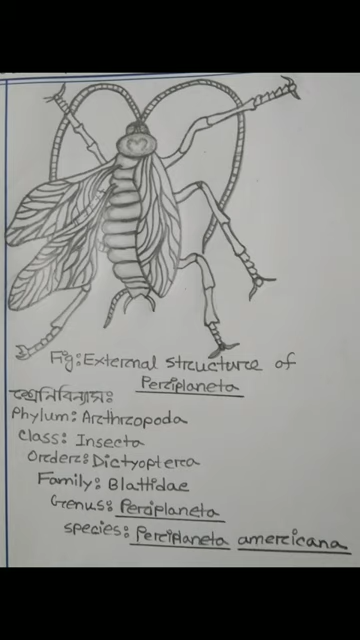 Fig: External structure of
Periplaneta
শ্রেনিবিন্যাসঃ
Phylum: Arthropoda
Class: Insecta
Order: Dictyoptera
Family: Blattidae
Genus: Periplaneta
Species: Periplaneta americana